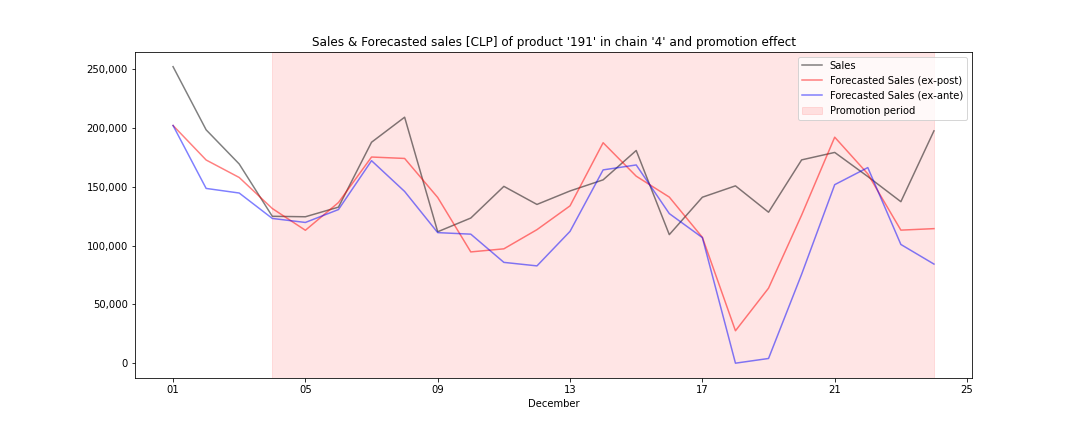 Sales & Forecasted sales [CLP] of product '191' in chain '4' and promotion effect
250,000
200,000
150,000
100,000
50,000
0
Sales
Forecasted Sales (ex-post)
Forecasted Sales (ex-ante)
Promotion period
01 05 09 13 17 21 25
December